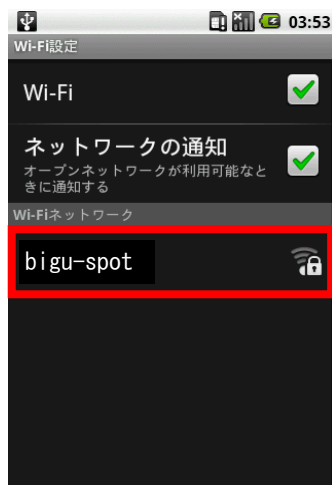 03:53
Wi-Fi設定
Wi-Fi
ネットワークの通知
オープンネットワークが利用可能なと
きに通知する
Wi-Fiネットワーク
bigu-spot